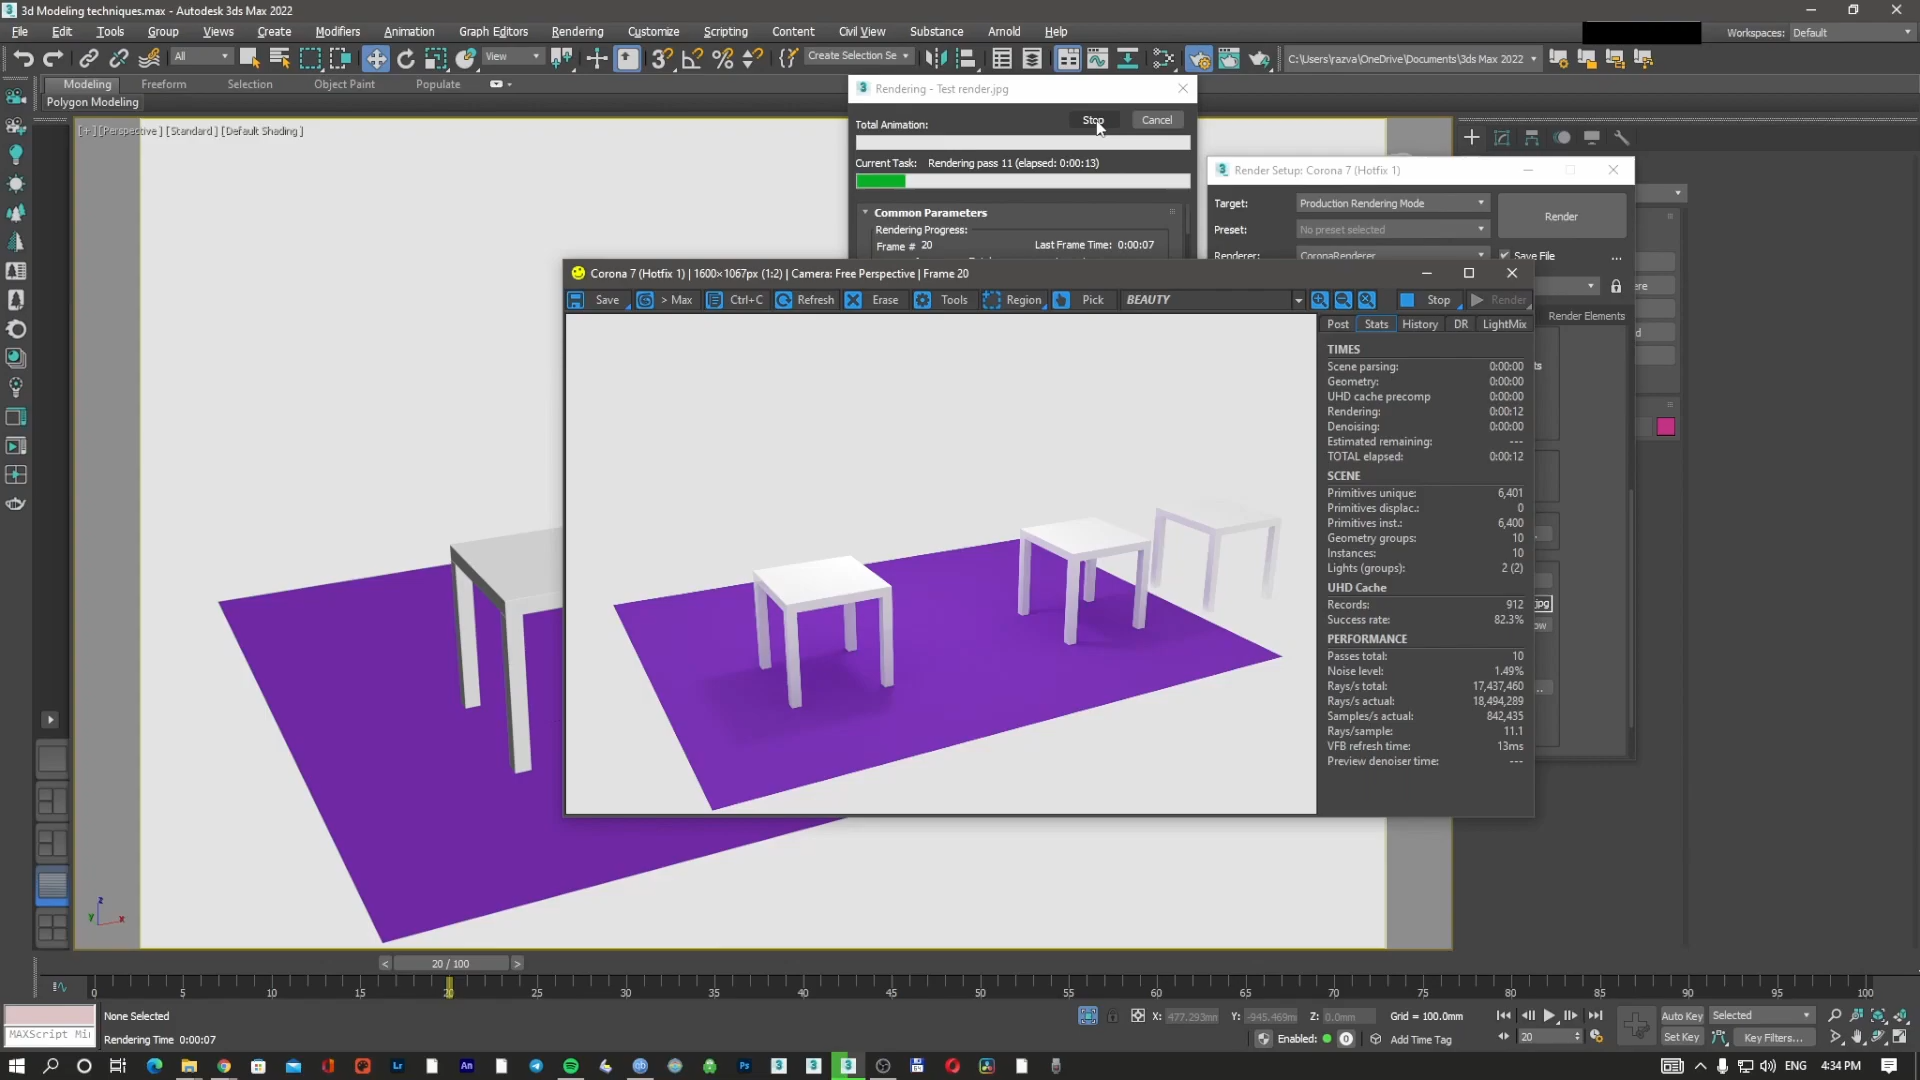 3d Modeling techniques.max - Autodesk 3ds Max 2022
File Edit Tools Group Views Create Modifiers Animation Graph Editors Rendering Customize Scripting Content Civil View Substance Arnold Help
Workspaces: Default
All
View
Create Selection Se
C:\Users\razva\OneDrive\Documents\3ds Max 2022
Modeling Freeform Selection Object Paint Populate
Polygon Modeling
[+] [Perspective] [Standard] [Default Shading]
Rendering - Test render.jpg
Total Animation:
Stop Cancel
Current Task: Rendering pass 11 (elapsed: 0:00:13)
Common Parameters
Rendering Progress:
Frame # 20 Last Frame Time: 0:00:07
Render Setup: Corona 7 (Hotfix 1)
Target: Production Rendering Mode
Render
Preset: No preset selected
Renderer: CoronaRenderer
Save File ...
Render Elements
Corona 7 (Hotfix 1) | 1600×1067px (1:2) | Camera: Free Perspective | Frame 20
Save > Max Ctrl+C Refresh Erase Tools Region Pick BEAUTY Stop Render
Post Stats History DR LightMix
TIMES
Scene parsing: 0:00:00
Geometry: 0:00:00
UHD cache precomp 0:00:00
Rendering: 0:00:12
Denoising: 0:00:00
Estimated remaining: ---
TOTAL elapsed: 0:00:12
SCENE
Primitives unique: 6,401
Primitives displac.: 0
Primitives inst.: 6,400
Geometry groups: 10
Instances: 10
Lights (groups): 2 (2)
UHD Cache
Records: 912
Success rate: 82.3%
PERFORMANCE
Passes total: 10
Noise level: 1.49%
Rays/s total: 17,437,460
Rays/s actual: 18,494,289
Samples/s actual: 842,435
Rays/sample: 11.1
VFB refresh time: 13ms
Preview denoiser time: ---
z
y x
< 20 / 100 >
0 5 10 15 20 25 30 35 40 45 50 55 60 65 70 75 80 85 90 95 100
None Selected
X: 477.293mm Y: -945.469m Z: 0.0mm Grid = 100.0mm
Auto Key Selected
MAXScript Mi
Rendering Time 0:00:07
Enabled: 0 Add Time Tag
20
Set Key Key Filters...
ENG 4:34 PM